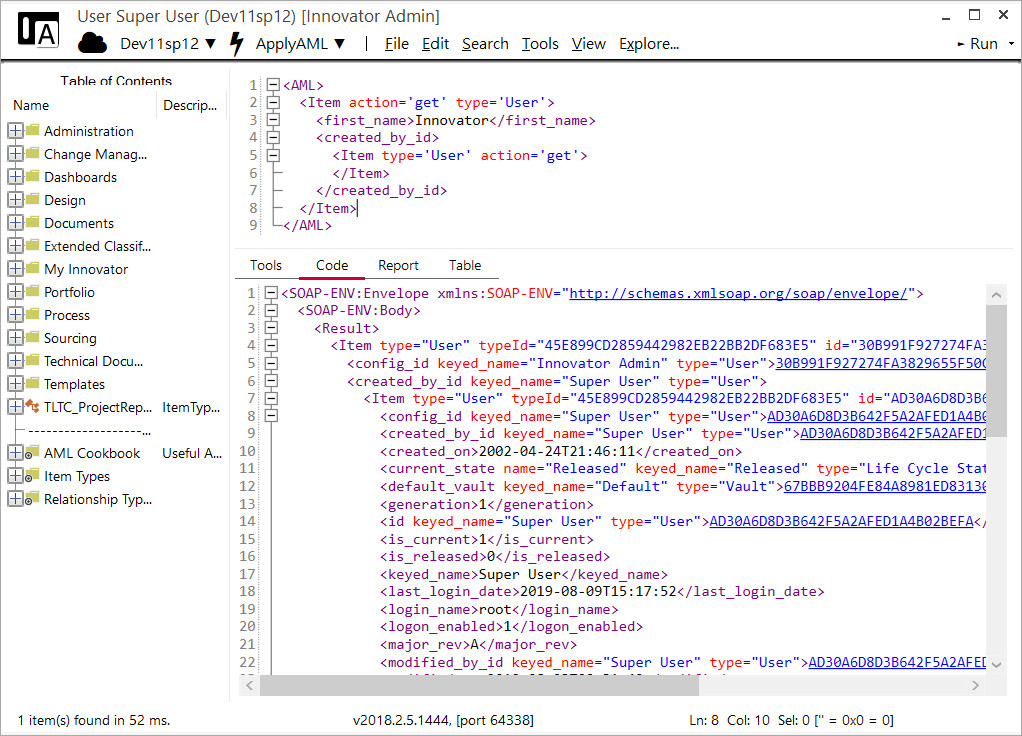 User Super User (Dev11sp12) [Innovator Admin]
Dev11sp12 ▼ ApplyAML ▼ | File Edit Search Tools View Explore... Run
Table of Contents
Name Descrip...
Administration
Change Manag...
Dashboards
Design
Documents
Extended Classif...
My Innovator
Portfolio
Process
Sourcing
Technical Docu...
Templates
TLTC_ProjectRep... ItemTyp...
-------------------...
AML Cookbook Useful A...
Item Types
Relationship Typ...
1 <AML>
2 <Item action='get' type='User'>
3 <first_name>Innovator</first_name>
4 <created_by_id>
5 <Item type='User' action='get'>
6 </Item>
7 </created_by_id>
8 </Item>
9 </AML>
Tools Code Report Table
1 <SOAP-ENV:Envelope xmlns:SOAP-ENV="http://schemas.xmlsoap.org/soap/envelope/">
2 <SOAP-ENV:Body>
3 <Result>
4 <Item type="User" typeId="45E899CD2859442982EB22BB2DF683E5" id="30B991F927274FA3
5 <config_id keyed_name="Innovator Admin" type="User">30B991F927274FA3829655F50C
6 <created_by_id keyed_name="Super User" type="User">
7 <Item type="User" typeId="45E899CD2859442982EB22BB2DF683E5" id="AD30A6D8D3B6
8 <config_id keyed_name="Super User" type="User">AD30A6D8D3B642F5A2AFED1A4B0
9 <created_by_id keyed_name="Super User" type="User">AD30A6D8D3B642F5A2AFED1
10 <created_on>2002-04-24T21:46:11</created_on>
11 <current_state name="Released" keyed_name="Released" type="Life Cycle Stat
12 <default_vault keyed_name="Default" type="Vault">67BBB9204FE84A8981ED83130
13 <generation>1</generation>
14 <id keyed_name="Super User" type="User">AD30A6D8D3B642F5A2AFED1A4B02BEFA</
15 <is_current>1</is_current>
16 <is_released>0</is_released>
17 <keyed_name>Super User</keyed_name>
18 <last_login_date>2019-08-09T15:17:52</last_login_date>
19 <login_name>root</login_name>
20 <logon_enabled>1</logon_enabled>
21 <major_rev>A</major_rev>
22 <modified_by_id keyed_name="Super User" type="User">AD30A6D8D3B642F5A2AFED
1 item(s) found in 52 ms. v2018.2.5.1444, [port 64338] Ln: 8 Col: 10 Sel: 0 ['' = 0x0 = 0]